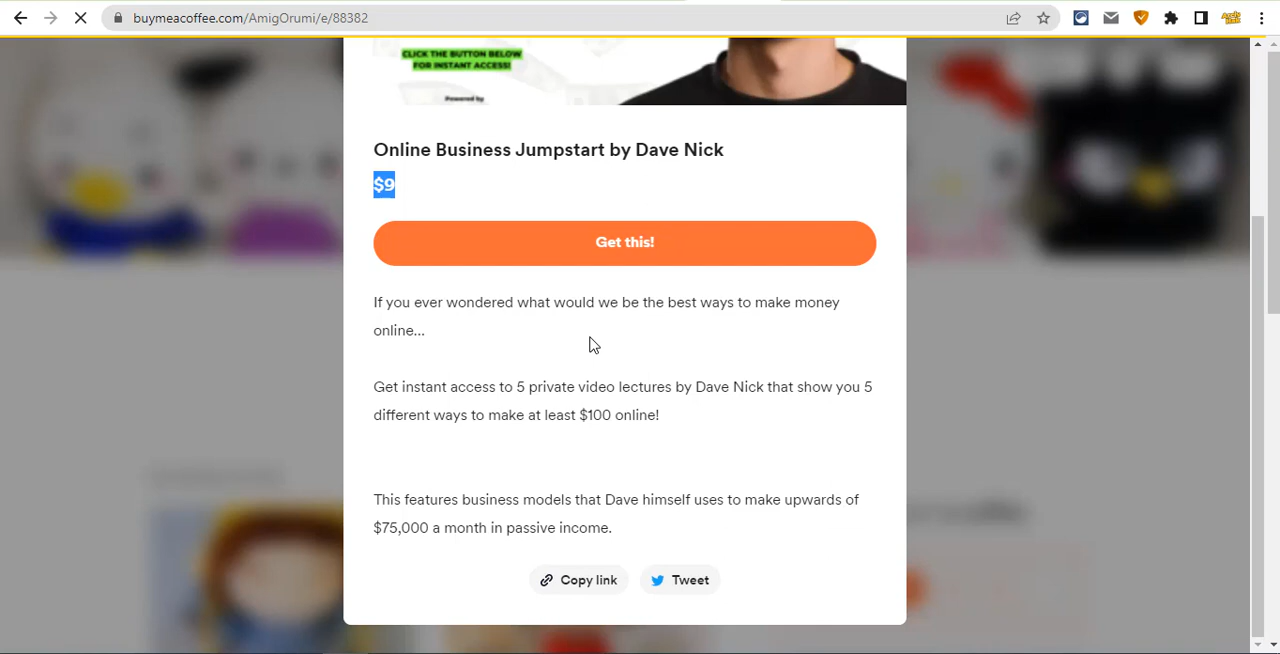 buymeacoffee.com/AmigOrumi/e/88382
CLICK THE BUTTON BELOW
FOR INSTANT ACCESS!
Powered by
Online Business Jumpstart by Dave Nick
$9
Get this!
If you ever wondered what would we be the best ways to make money
online...
Get instant access to 5 private video lectures by Dave Nick that show you 5
different ways to make at least $100 online!
This features business models that Dave himself uses to make upwards of
$75,000 a month in passive income.
Copy link
Tweet